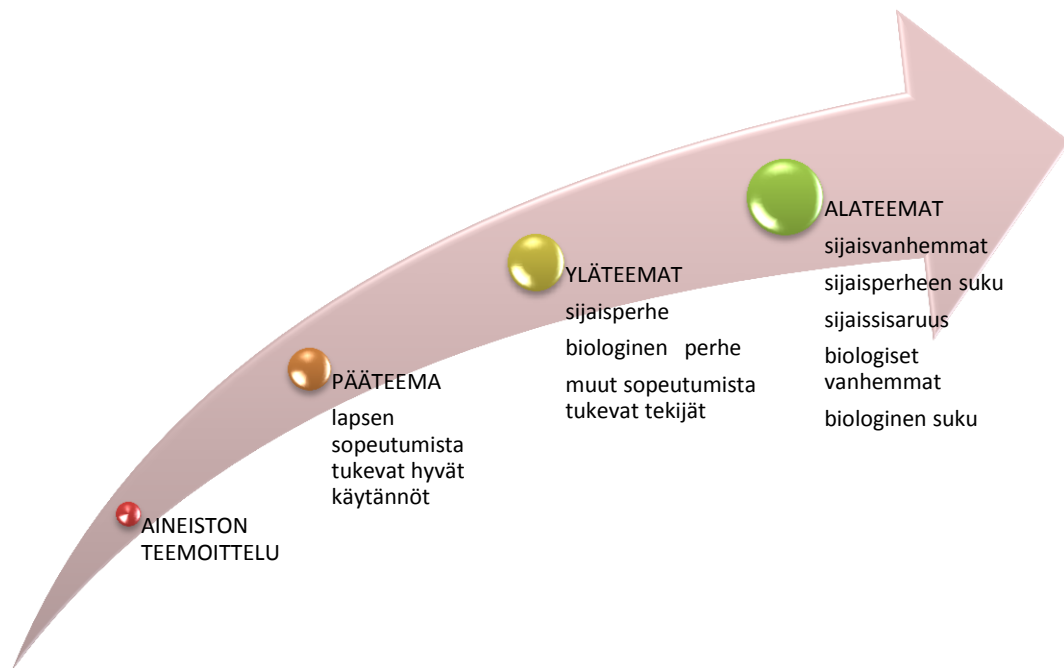 AINEISTON
TEEMOITTELU
PÄÄTEEMA
lapsen
sopeutumista
tukevat hyvät
käytännöt
YLÄTEEMAT
sijaisperhe
biologinen perhe
muut sopeutumista
tukevat tekijät
ALATEEMAT
sijaisvanhemmat
sijaisperheen suku
sijaissisaruus
biologiset
vanhemmat
biologinen suku